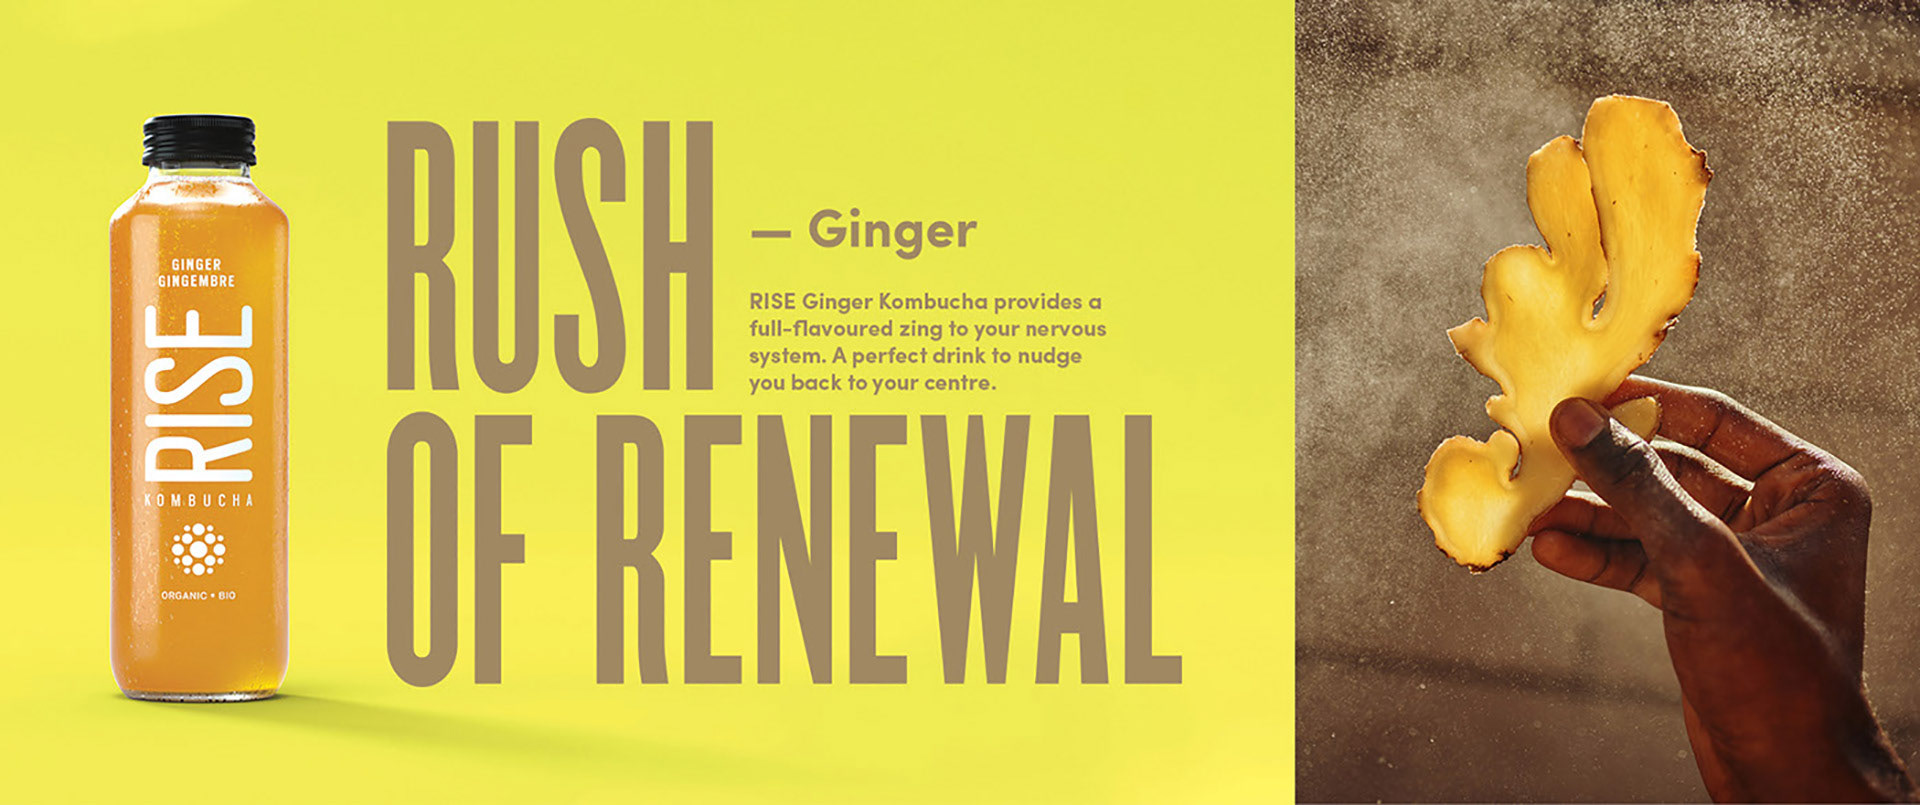 GINGER
GINGEMBRE
RISE
KOMBUCHA
ORGANIC • BIO
RUSH
OF RENEWAL
— Ginger
RISE Ginger Kombucha provides a
full-flavoured zing to your nervous
system. A perfect drink to nudge
you back to your centre.